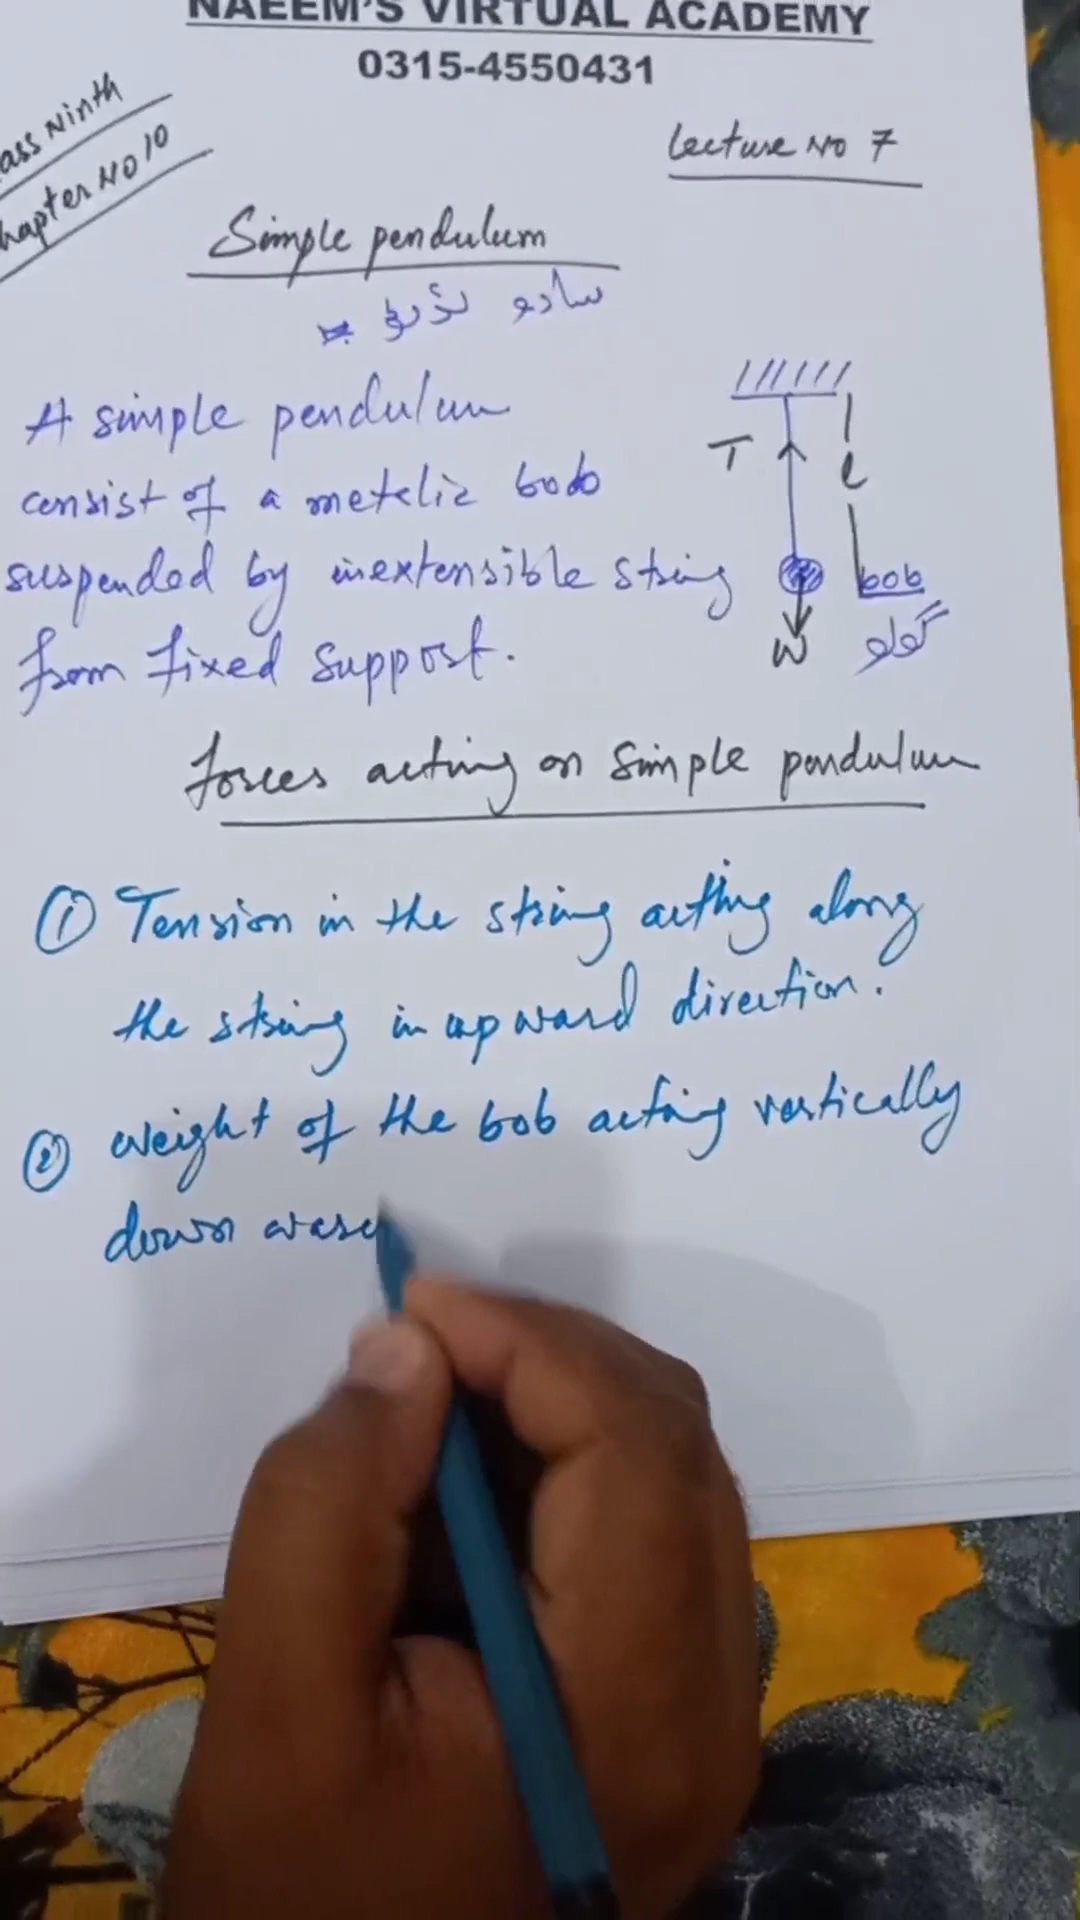 NAEEM'S VIRTUAL ACADEMY
0315-4550431
ass Ninth
hapter No 10
Lecture No 7
Simple pendulum
سادہ
A simple pendulum
consist of a metelic bob
suspended by inextensible string
from fixed support.
T
l
bob
W
گولہ
forces acting on simple pendulum
① Tension in the string acting along
the string in upward direction.
② weight of the bob acting vertically
down ward